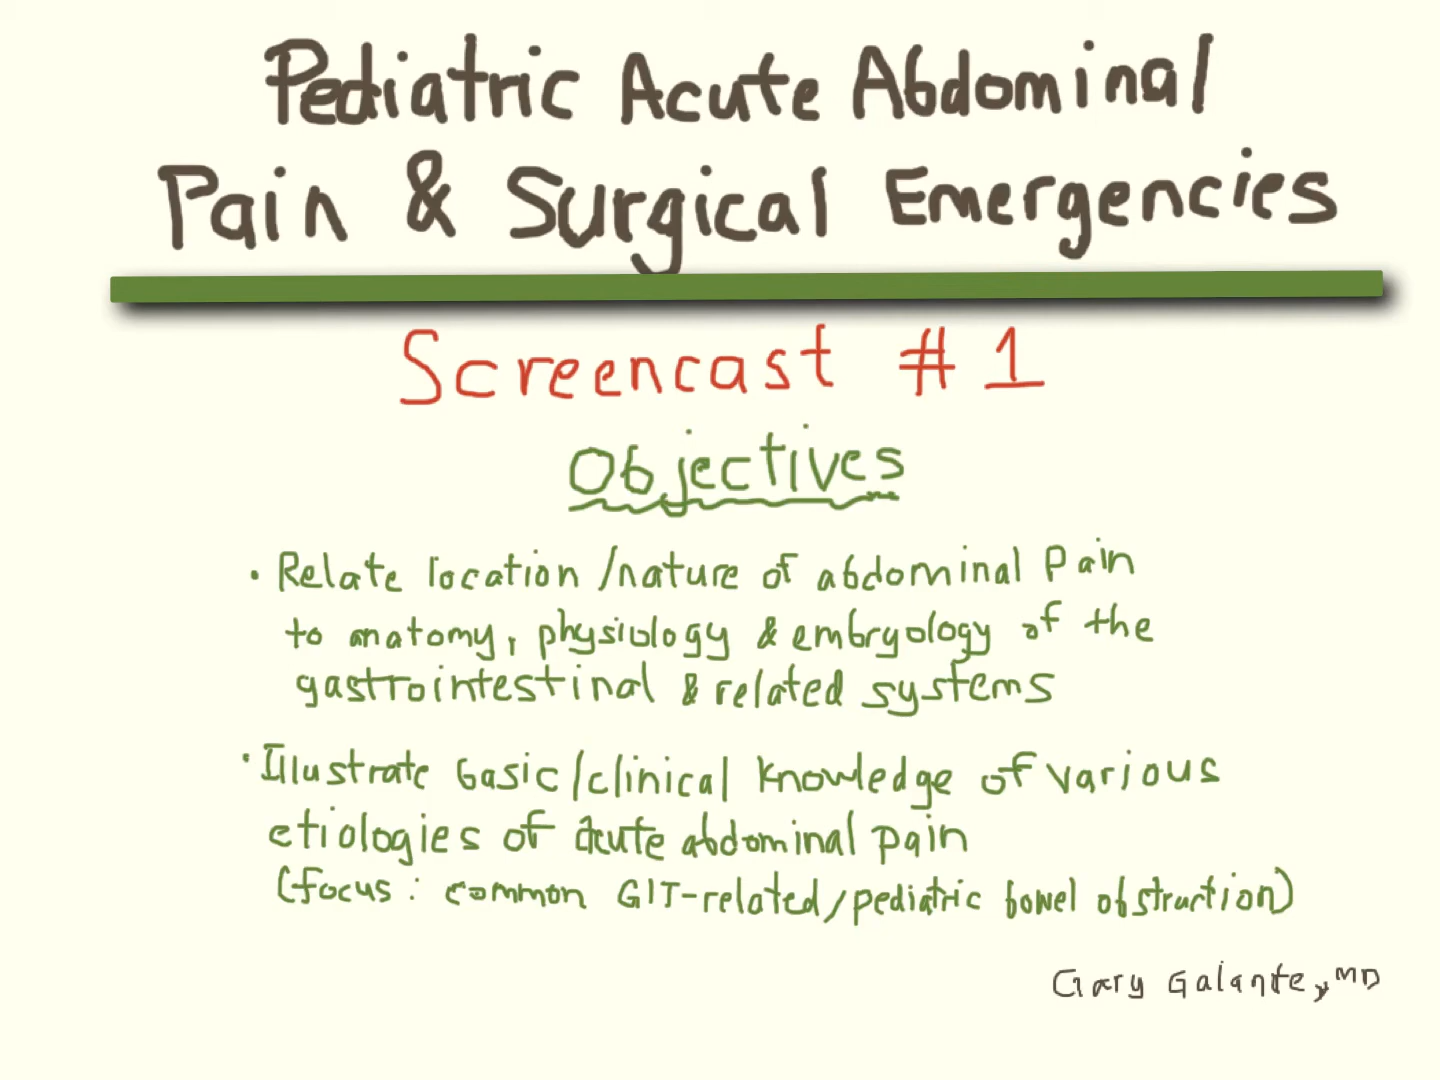 Pediatric Acute Abdominal
Pain & Surgical Emergencies
Screencast #1
Objectives
• Relate location/nature of abdominal pain
to anatomy, physiology & embryology of the
gastrointestinal & related systems
• Illustrate basic/clinical knowledge of various
etiologies of acute abdominal pain
(focus: common GIT-related/pediatric bowel obstruction)
Gary Galante, MD